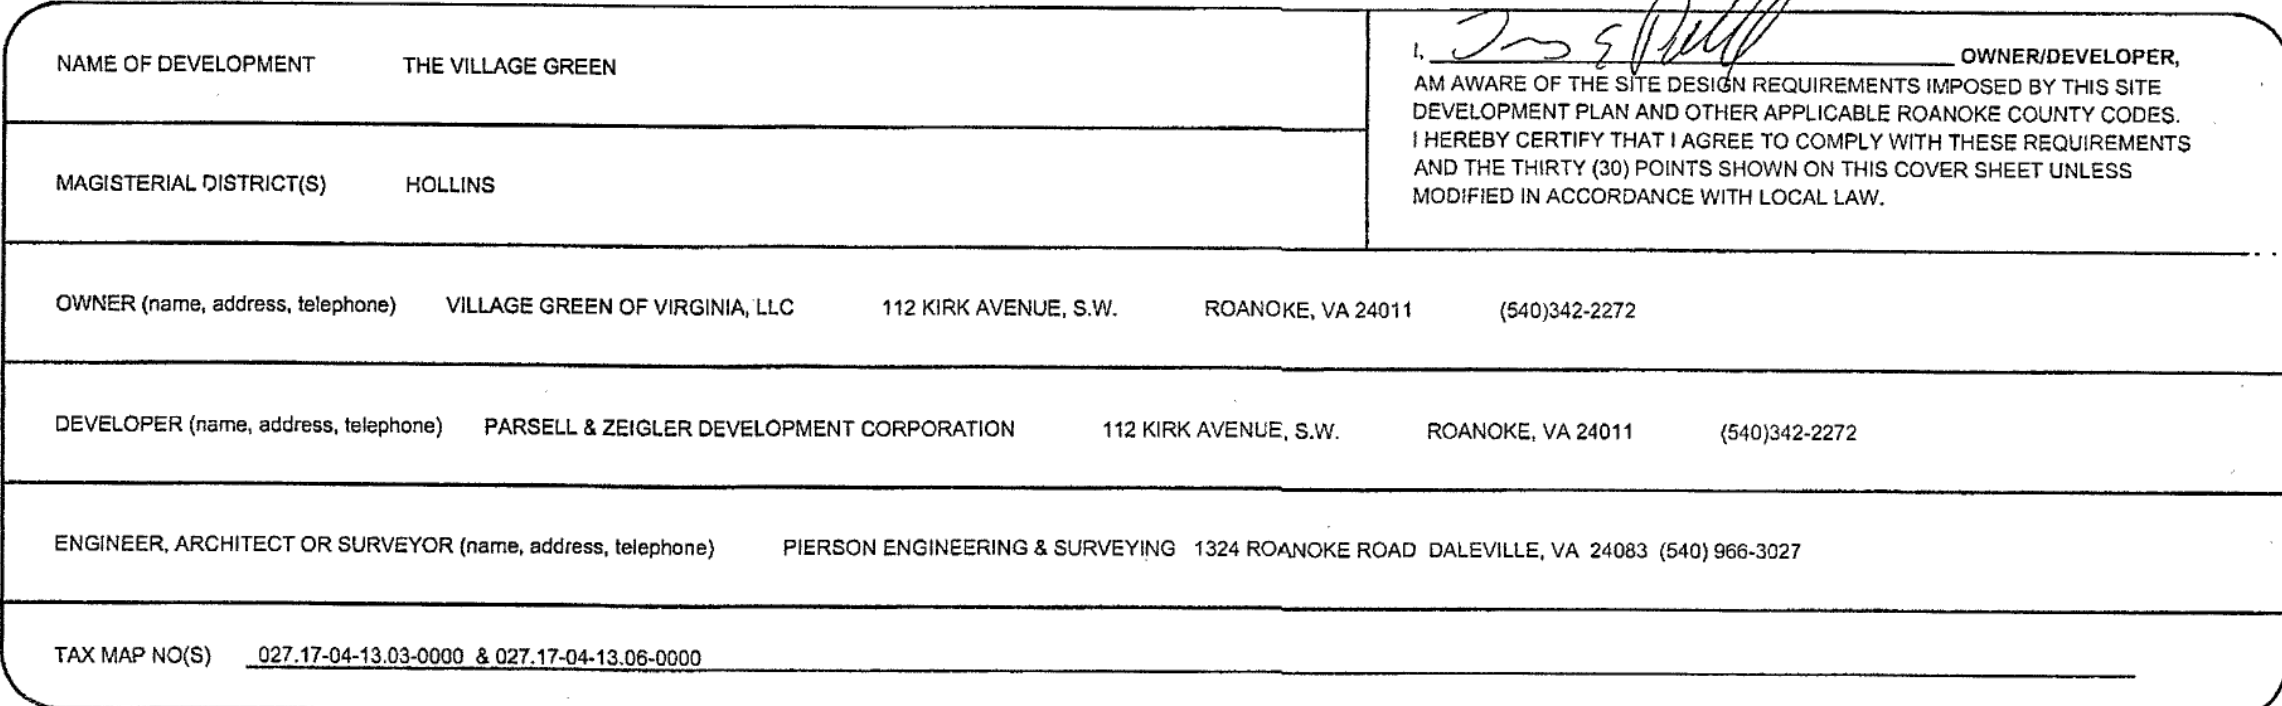 NAME OF DEVELOPMENT THE VILLAGE GREEN
I, OWNER/DEVELOPER,
AM AWARE OF THE SITE DESIGN REQUIREMENTS IMPOSED BY THIS SITE
DEVELOPMENT PLAN AND OTHER APPLICABLE ROANOKE COUNTY CODES.
I HEREBY CERTIFY THAT I AGREE TO COMPLY WITH THESE REQUIREMENTS
AND THE THIRTY (30) POINTS SHOWN ON THIS COVER SHEET UNLESS
MODIFIED IN ACCORDANCE WITH LOCAL LAW.
MAGISTERIAL DISTRICT(S) HOLLINS
OWNER (name, address, telephone) VILLAGE GREEN OF VIRGINIA, LLC 112 KIRK AVENUE, S.W. ROANOKE, VA 24011 (540)342-2272
DEVELOPER (name, address, telephone) PARSELL & ZEIGLER DEVELOPMENT CORPORATION 112 KIRK AVENUE, S.W. ROANOKE, VA 24011 (540)342-2272
ENGINEER, ARCHITECT OR SURVEYOR (name, address, telephone) PIERSON ENGINEERING & SURVEYING 1324 ROANOKE ROAD DALEVILLE, VA 24083 (540) 966-3027
TAX MAP NO(S) 027.17-04-13.03-0000 & 027.17-04-13.06-0000